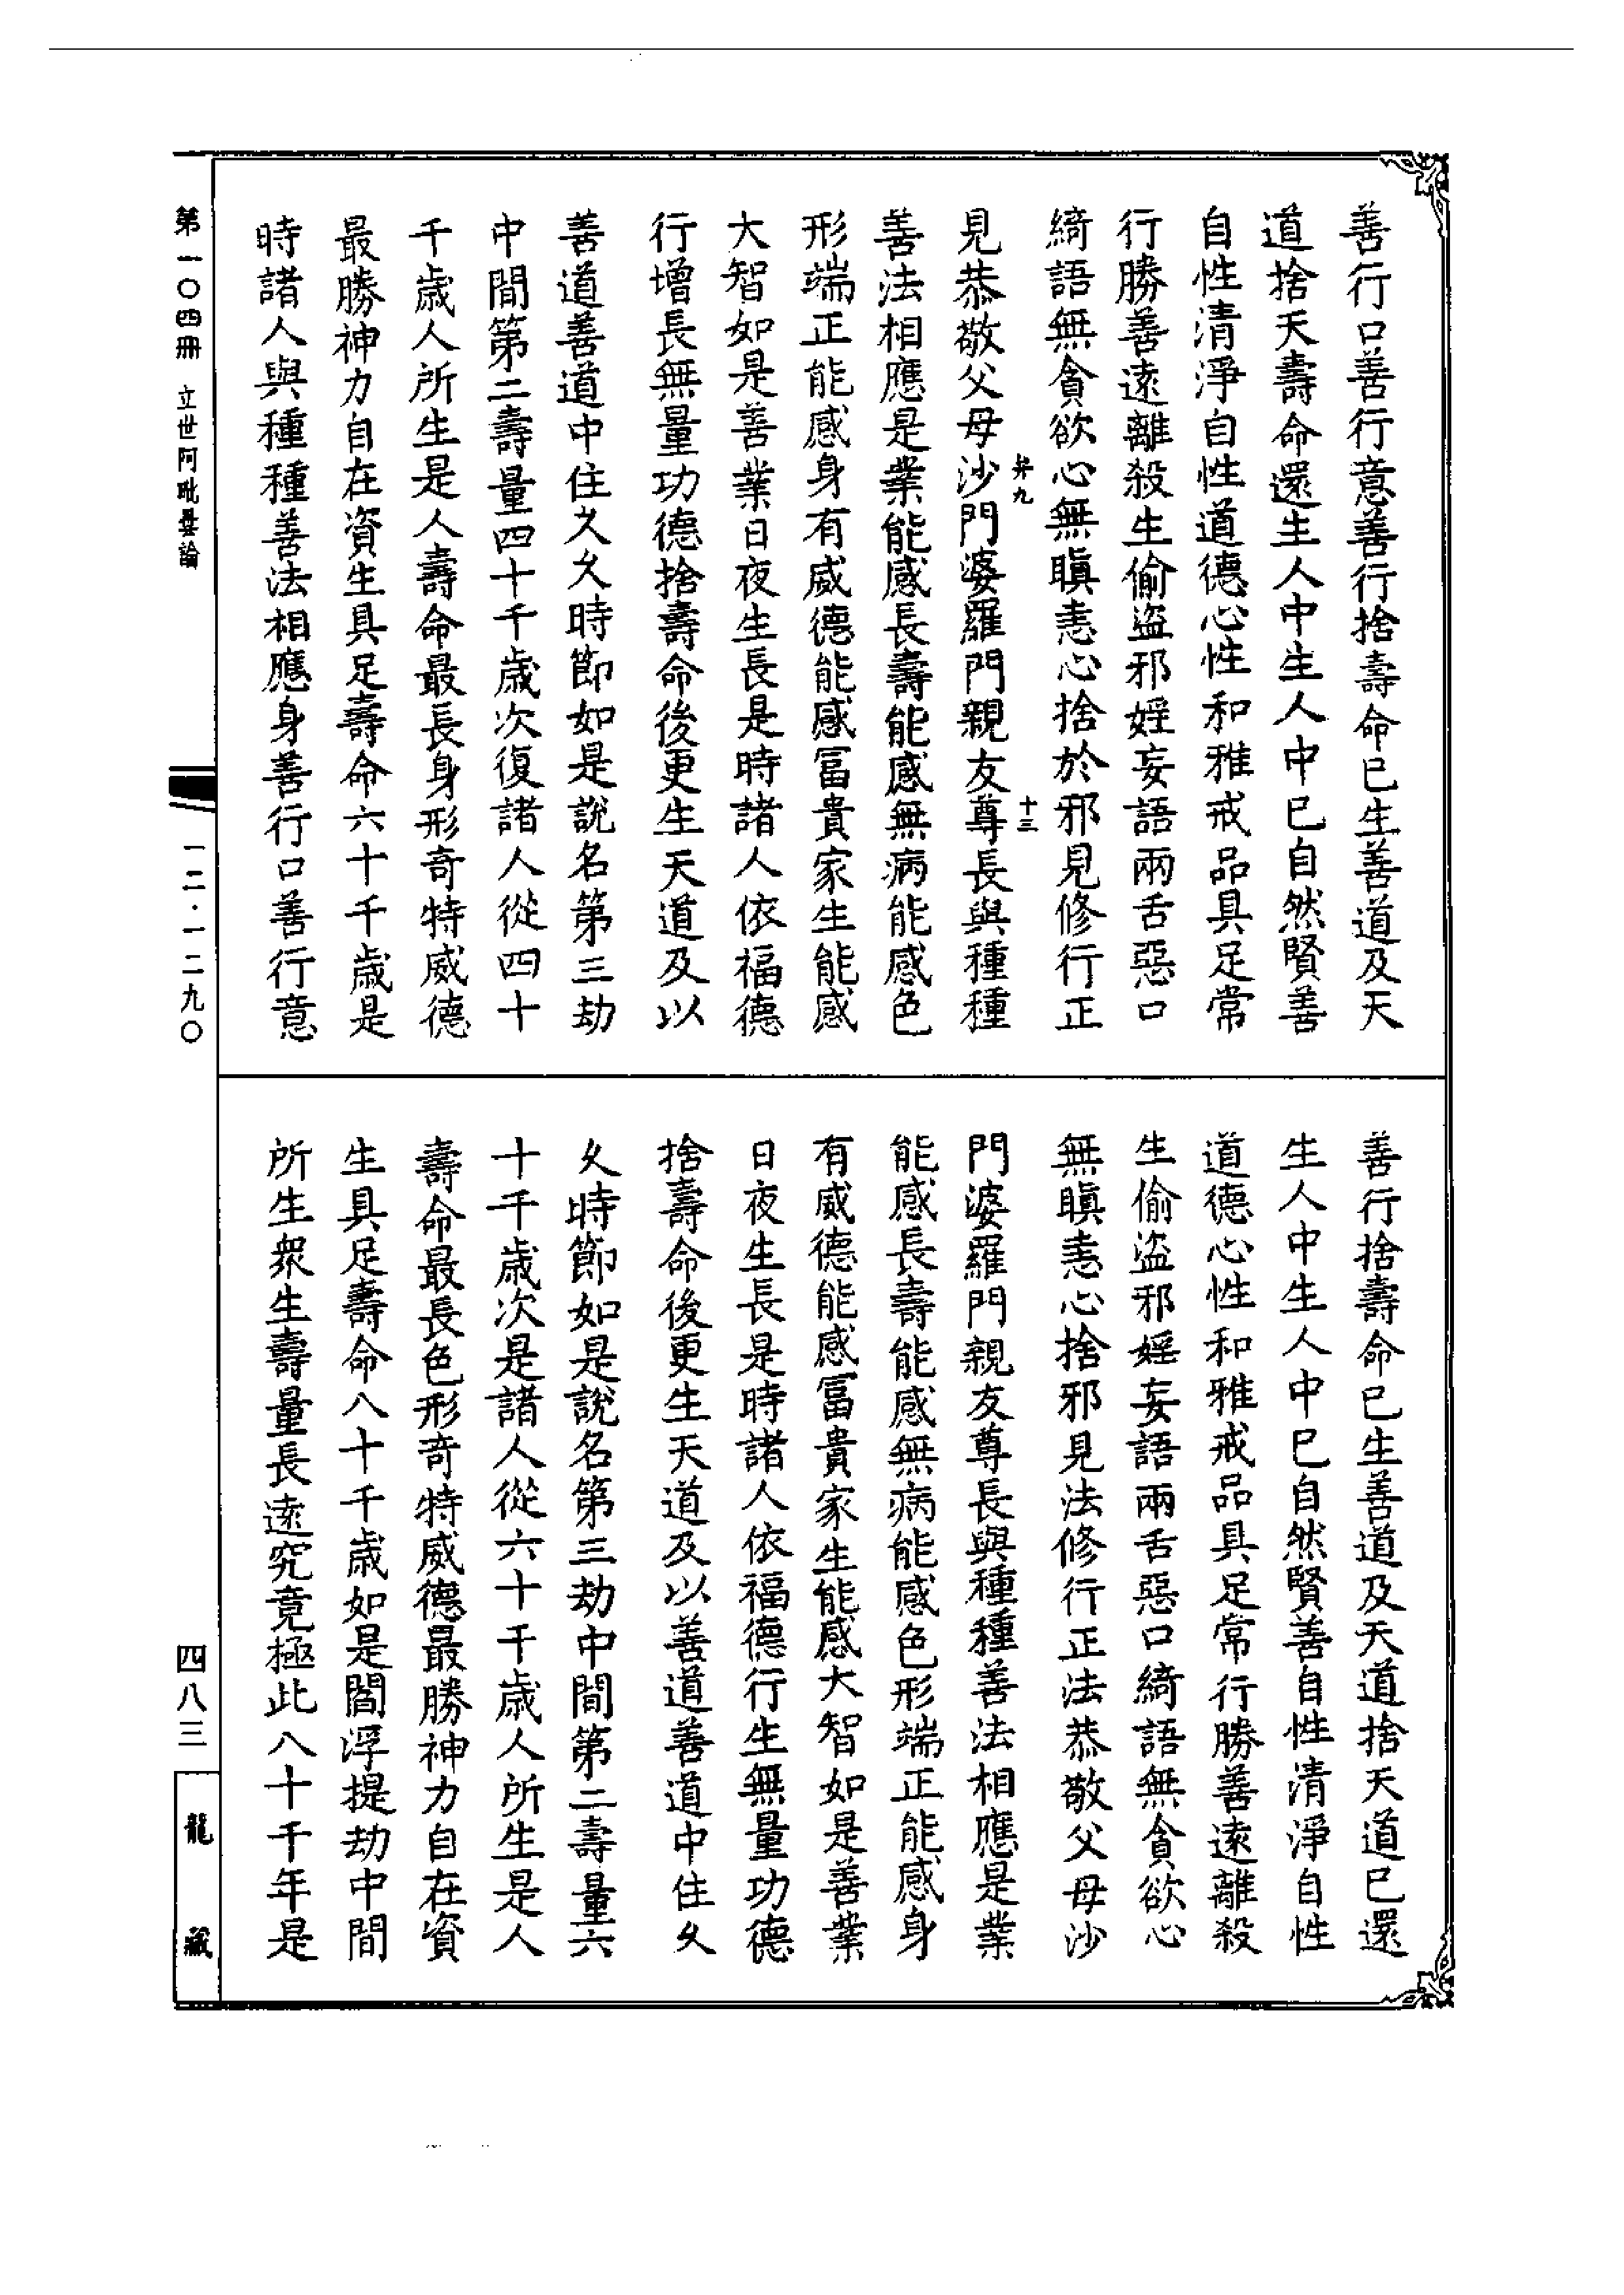 善行口善行意善行捨壽命已生善道及天
道捨天壽命還生人中生人中已自然賢善
自性清淨自性道德心性和雅戒品具足常
行勝善遠離殺生偷盜邪婬妄語兩舌惡口
綺語無貪欲心無瞋恚心捨於邪見修行正
見恭敬父母沙門婆羅門親友尊長與種種
善法相應是業能感長壽能感無病能感色
形端正能感身有威德能感冨貴家生能感
大智如是善業日夜生長是時諸人依福德
行增長無量功德捨壽命後更生天道及以
善道善道中住久久時節如是說名第三劫
中間第二壽量四十千歲次復諸人從四十
千歲人所生是人壽命最長身形奇特威德
最勝神力自在資生具足壽命六十千歲是
時諸人與種種善法相應身善行口善行意
善行捨壽命已生善道及天道捨天道已還
生人中生人中已自然賢善自性清淨自性
道德心性和雅戒品具足常行勝善遠離殺
生偷盜邪婬妄語兩舌惡口綺語無貪欲心
無瞋恚心捨邪見法修行正法恭敬父母沙
門婆羅門親友尊長與種種善法相應是業
能感長壽能感無病能感色形端正能感身
有威德能感冨貴家生能感大智如是善業
日夜生長是時諸人依福德行生無量功德
捨壽命後更生天道及以善道善道中住久
久時節如是說名第三劫中間第二壽量六
十千歲次是諸人從六十千歲人所生是人
壽命最長色形奇特威德最勝神力自在資
生具足壽命八十千歲如是閻浮提劫中間
所生衆生壽量長遠究竟極此八十千年是
十三
第一〇四冊 立世阿毗曇論
一二·一二九〇
四八三
龍藏